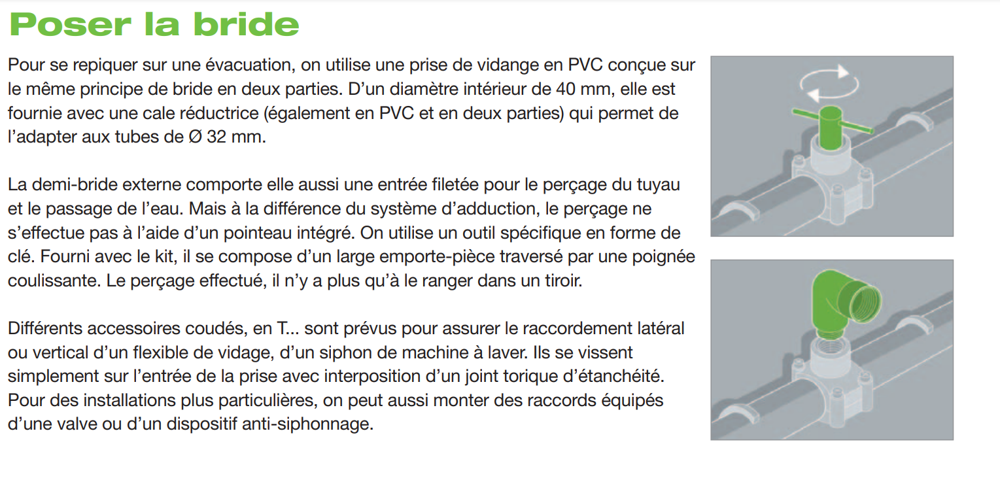 Poser la bride
Pour se repiquer sur une évacuation, on utilise une prise de vidange en PVC conçue sur
le même principe de bride en deux parties. D’un diamètre intérieur de 40 mm, elle est
fournie avec une cale réductrice (également en PVC et en deux parties) qui permet de
l’adapter aux tubes de Ø 32 mm.
La demi-bride externe comporte elle aussi une entrée filetée pour le perçage du tuyau
et le passage de l’eau. Mais à la différence du système d’adduction, le perçage ne
s’effectue pas à l’aide d’un pointeau intégré. On utilise un outil spécifique en forme de
clé. Fourni avec le kit, il se compose d’un large emporte-pièce traversé par une poignée
coulissante. Le perçage effectué, il n’y a plus qu’à le ranger dans un tiroir.
Différents accessoires coudés, en T... sont prévus pour assurer le raccordement latéral
ou vertical d’un flexible de vidage, d’un siphon de machine à laver. Ils se vissent
simplement sur l’entrée de la prise avec interposition d’un joint torique d’étanchéité.
Pour des installations plus particulières, on peut aussi monter des raccords équipés
d’une valve ou d’un dispositif anti-siphonnage.